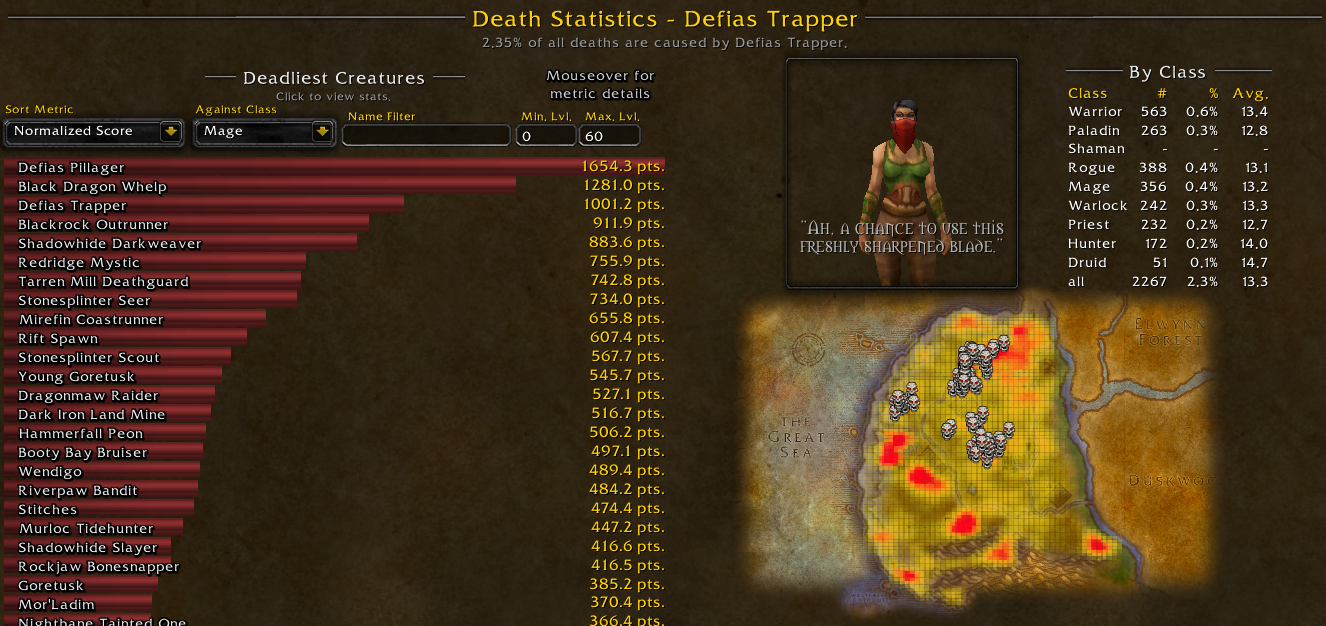 Death Statistics - Defias Trapper
2.35% of all deaths are caused by Defias Trapper.
Deadliest Creatures
Click to view stats.
Mouseover for
metric details
Sort Metric
Against Class
Name Filter
Min. Lvl.
Max. Lvl.
Normalized Score
Mage
0
60
Defias Pillager 1654.3 pts.
Black Dragon Whelp 1281.0 pts.
Defias Trapper 1001.2 pts.
Blackrock Outrunner 911.9 pts.
Shadowhide Darkweaver 883.6 pts.
Redridge Mystic 755.9 pts.
Tarren Mill Deathguard 742.8 pts.
Stonesplinter Seer 734.0 pts.
Mirefin Coastrunner 655.8 pts.
Rift Spawn 607.4 pts.
Stonesplinter Scout 567.7 pts.
Young Goretusk 545.7 pts.
Dragonmaw Raider 527.1 pts.
Dark Iron Land Mine 516.7 pts.
Hammerfall Peon 506.2 pts.
Booty Bay Bruiser 497.1 pts.
Wendigo 489.4 pts.
Riverpaw Bandit 484.2 pts.
Stitches 474.4 pts.
Murloc Tidehunter 447.2 pts.
Shadowhide Slayer 416.6 pts.
Rockjaw Bonesnapper 416.5 pts.
Goretusk 385.2 pts.
Mor'Ladim 370.4 pts.
Nightbane Tainted One 366.4 pts.
"Ah, a chance to use this
freshly sharpened blade."
By Class
Class # % Avg.
Warrior 563 0.6% 13.4
Paladin 263 0.3% 12.8
Shaman - - -
Rogue 388 0.4% 13.1
Mage 356 0.4% 13.2
Warlock 242 0.3% 13.3
Priest 232 0.2% 12.7
Hunter 172 0.2% 14.0
Druid 51 0.1% 14.7
all 2267 2.3% 13.3
Elwynn
Forest
The
Great
Sea
Duskwoo